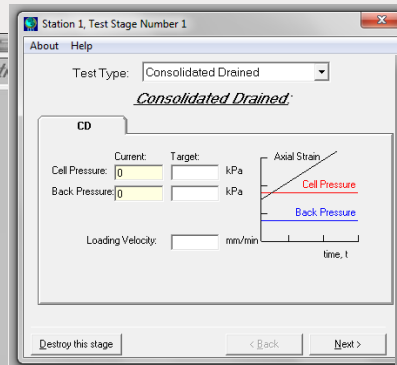 Station 1, Test Stage Number 1
About Help
Test Type: Consolidated Drained
Consolidated Drained:
CD
Current: Target:
Cell Pressure: 0 kPa
Back Pressure: 0 kPa
Loading Velocity: mm/min
Axial Strain
Cell Pressure
Back Pressure
time, t
Destroy this stage < Back Next >